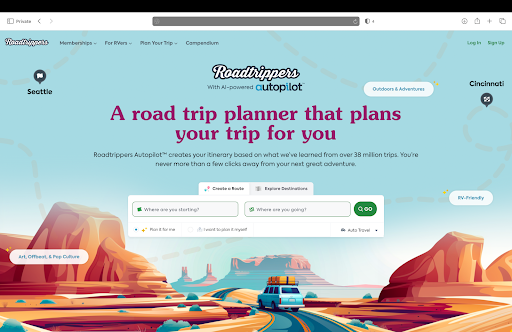 Private
4
Roadtrippers
Memberships
For RVers
Plan Your Trip
Compendium
Log In
Sign Up
Roadtrippers
With AI-powered autopilot™
Seattle
Outdoors & Adventures
Cincinnati
A road trip planner that plans
your trip for you
Roadtrippers Autopilot™ creates your itinerary based on what we've learned from over 38 million trips. You're
never more than a few clicks away from your next great adventure.
Create a Route
Explore Destinations
Where are you starting?
Where are you going?
GO
Plan it for me
I want to plan it myself
Auto Travel
RV-Friendly
Art, Offbeat, & Pop Culture